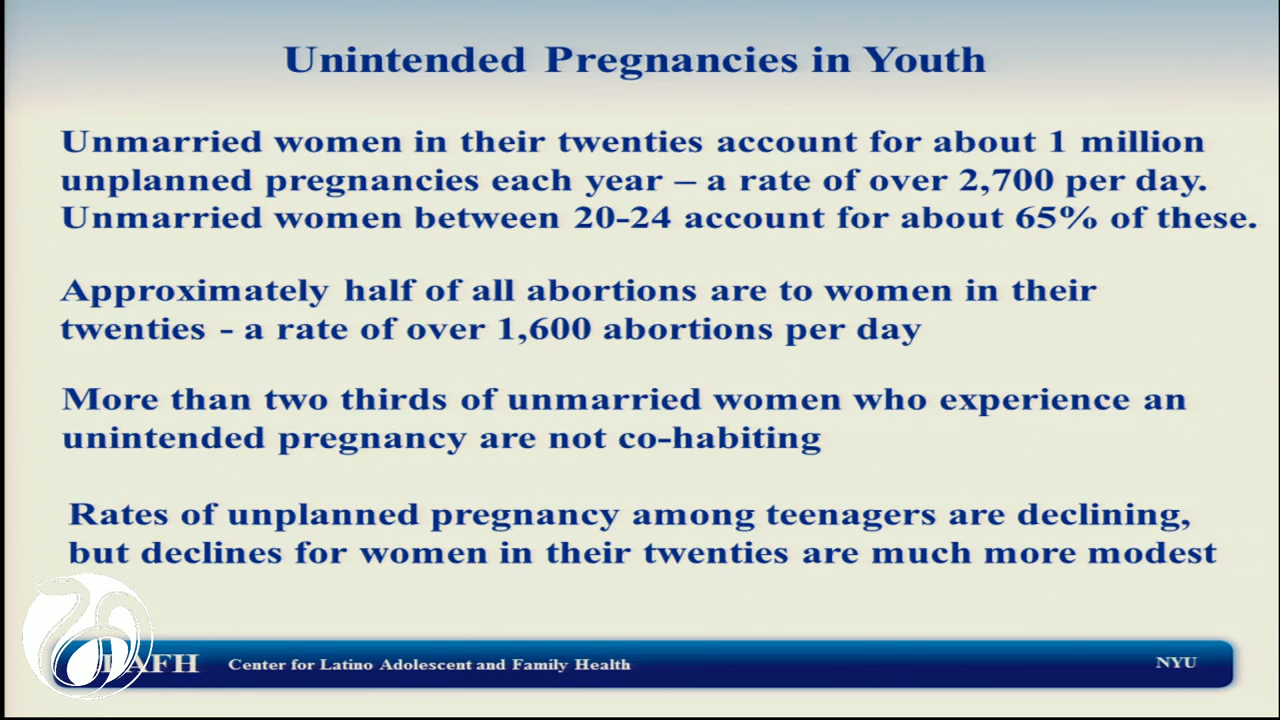 Unintended Pregnancies in Youth
Unmarried women in their twenties account for about 1 million
unplanned pregnancies each year – a rate of over 2,700 per day.
Unmarried women between 20-24 account for about 65% of these.
Approximately half of all abortions are to women in their
twenties - a rate of over 1,600 abortions per day
More than two thirds of unmarried women who experience an
unintended pregnancy are not co-habiting
Rates of unplanned pregnancy among teenagers are declining,
but declines for women in their twenties are much more modest
Center for Latino Adolescent and Family Health
NYU